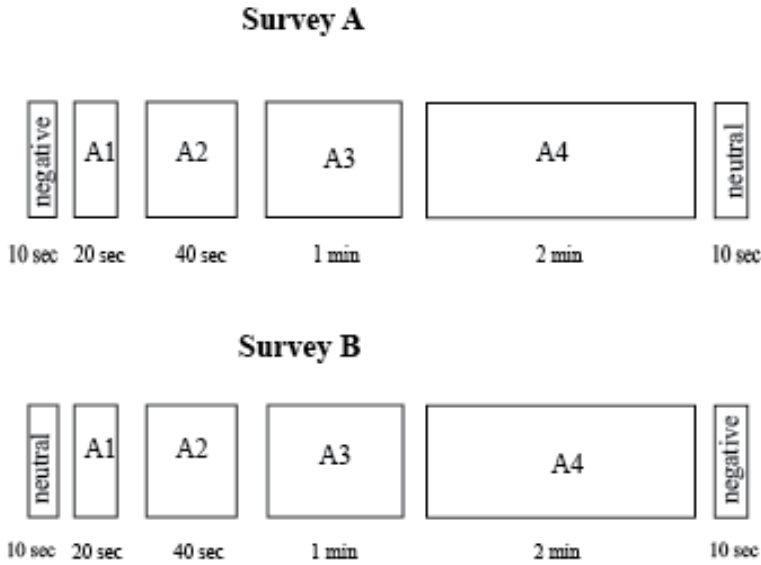 Survey A
negative A1 A2 A3 A4 neutral
10 sec 20 sec 40 sec 1 min 2 min 10 sec
Survey B
neutral A1 A2 A3 A4 negative
10 sec 20 sec 40 sec 1 min 2 min 10 sec